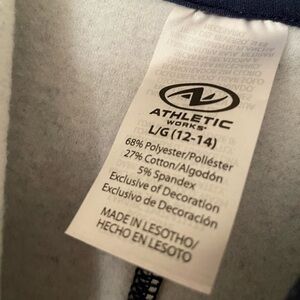 ATHLETIC
WORKS®
L/G (12-14)
68% Polyester/Poliéster
27% Cotton/Algodón
5% Spandex
Exclusive of Decoration
Exclusivo de Decoración
MADE IN LESOTHO/
HECHO EN LESOTO